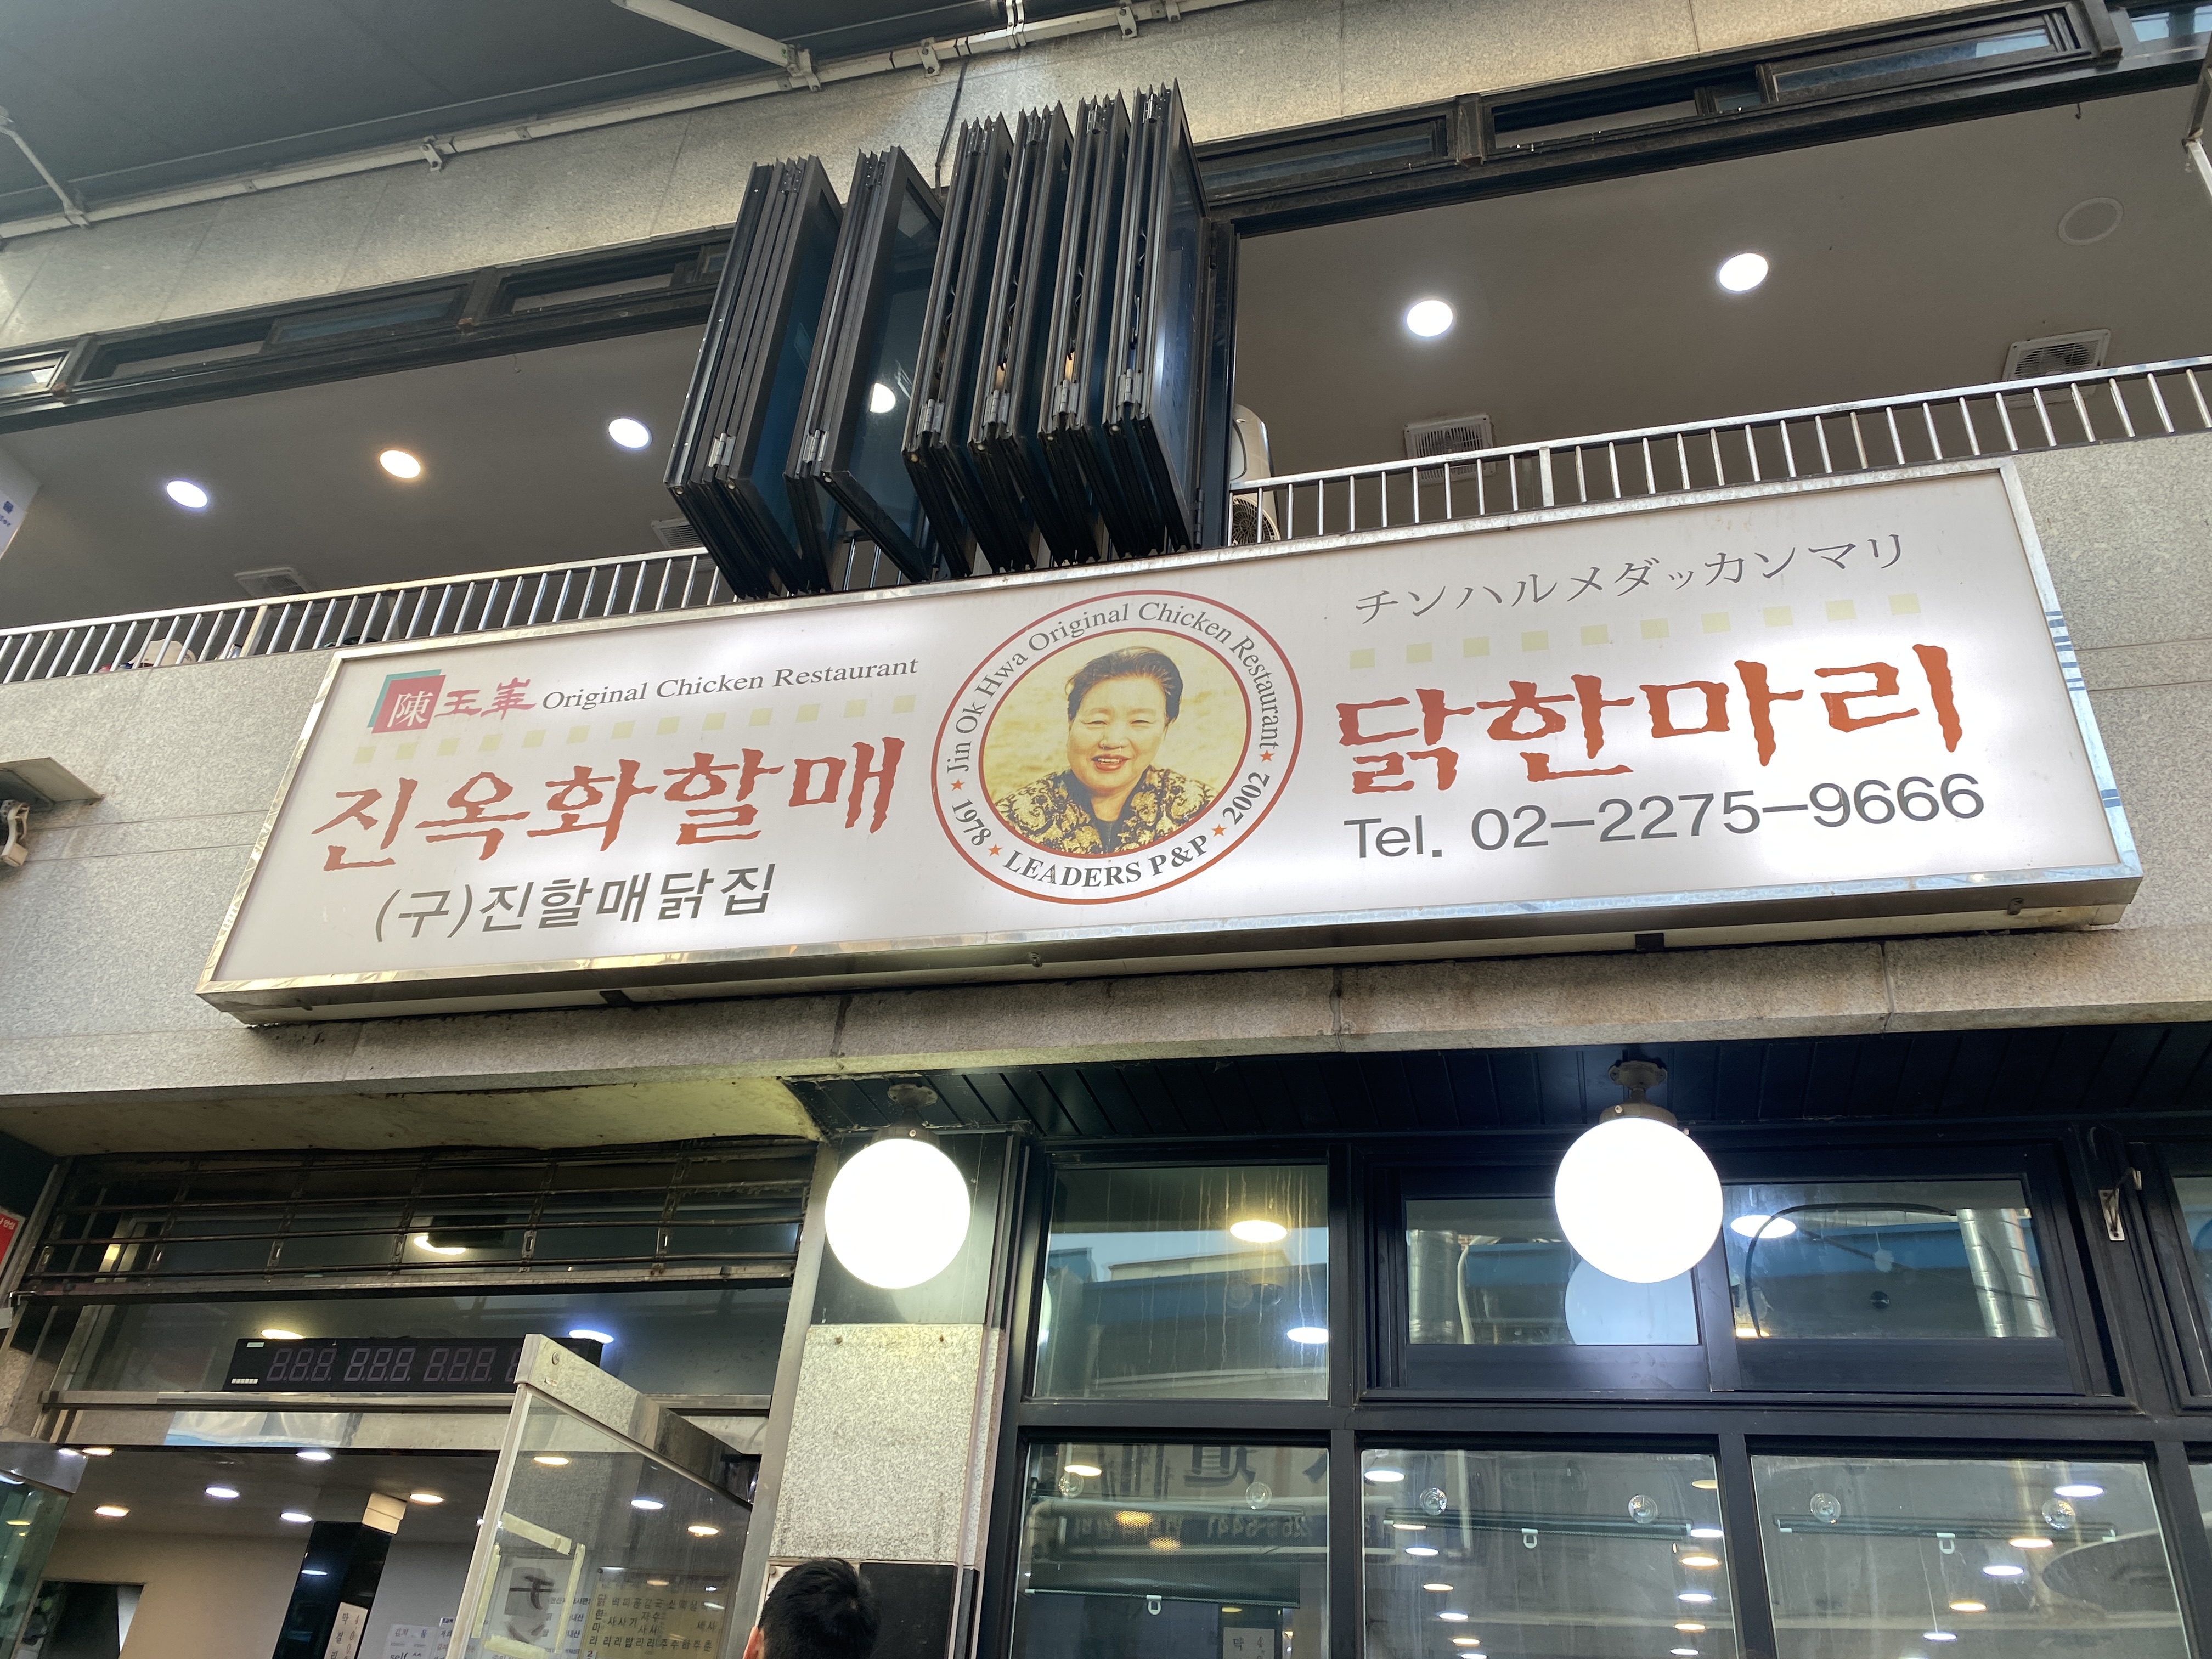 陳玉華 Original Chicken Restaurant
진옥화할매
(구)진할매닭집
Jin Ok Hwa Original Chicken Restaurant
1978 LEADERS P&P 2002
チンハルメダッカンマリ
닭한마리
Tel. 02-2275-9666